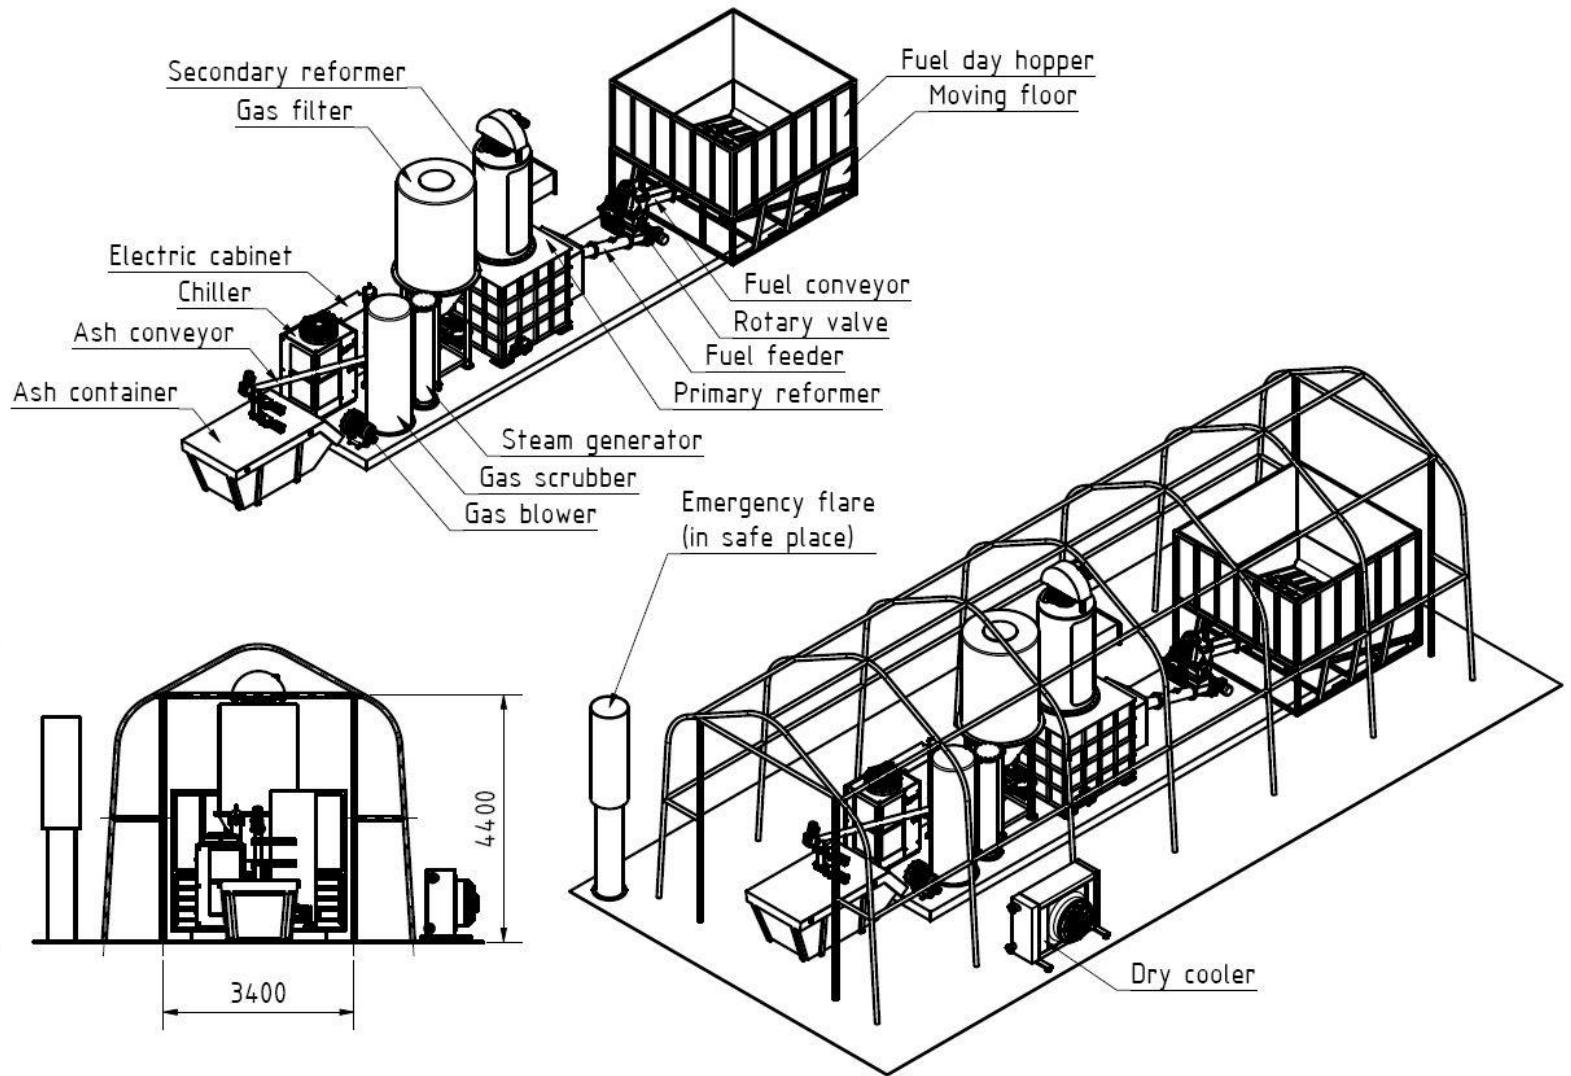 Secondary reformer
Gas filter
Fuel day hopper
Moving floor
Electric cabinet
Chiller
Ash conveyor
Ash container
Fuel conveyor
Rotary valve
Fuel feeder
Primary reformer
Steam generator
Gas scrubber
Gas blower
Emergency flare
(in safe place)
4400
3400
Dry cooler